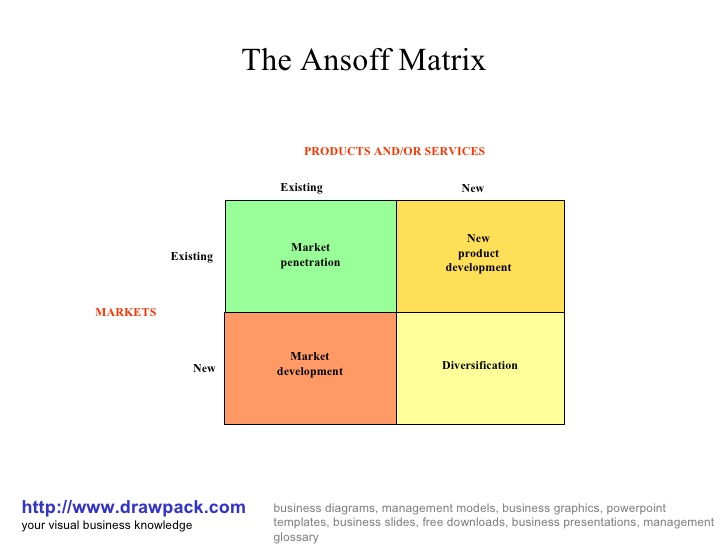 The Ansoff Matrix
PRODUCTS AND/OR SERVICES
Existing
New
Existing
Market
penetration
New
product
development
MARKETS
New
Market
development
Diversification
http://www.drawpack.com
your visual business knowledge
business diagrams, management models, business graphics, powerpoint
templates, business slides, free downloads, business presentations, management
glossary